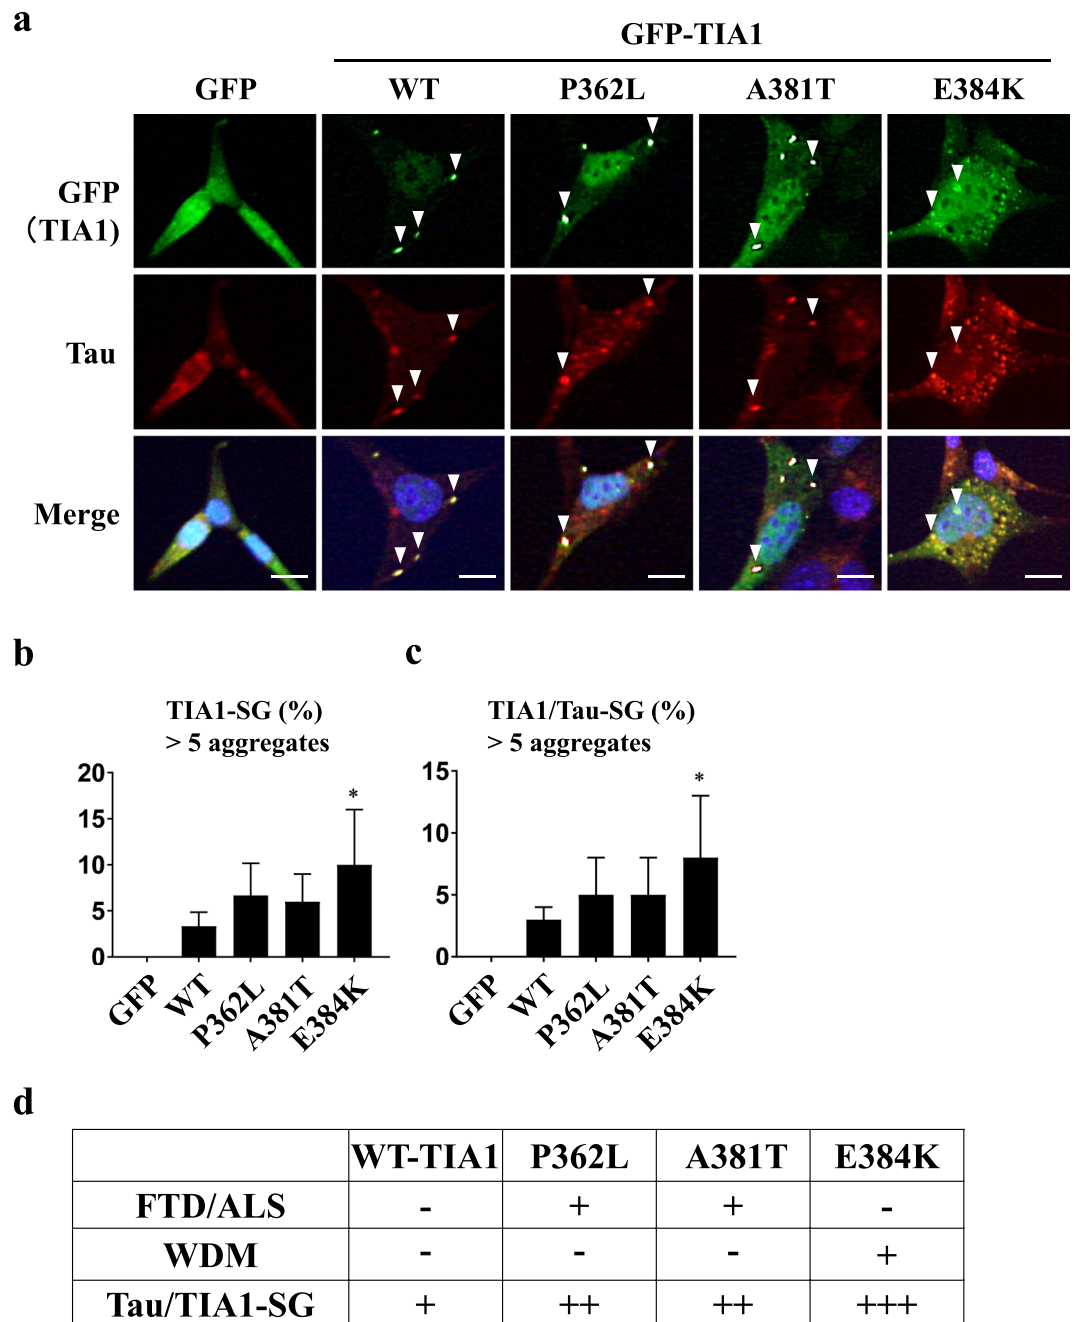 a
GFP-TIA1
GFP WT P362L A381T E384K
GFP
(TIA1)
Tau
Merge
b
TIA1-SG (%)
> 5 aggregates
20
15
10
5
0
*
GFP WT P362L A381T E384K
c
TIA1/Tau-SG (%)
> 5 aggregates
15
10
5
0
*
GFP WT P362L A381T E384K
d
WT-TIA1 P362L A381T E384K
FTD/ALS - + + -
WDM - - - +
Tau/TIA1-SG + ++ ++ +++